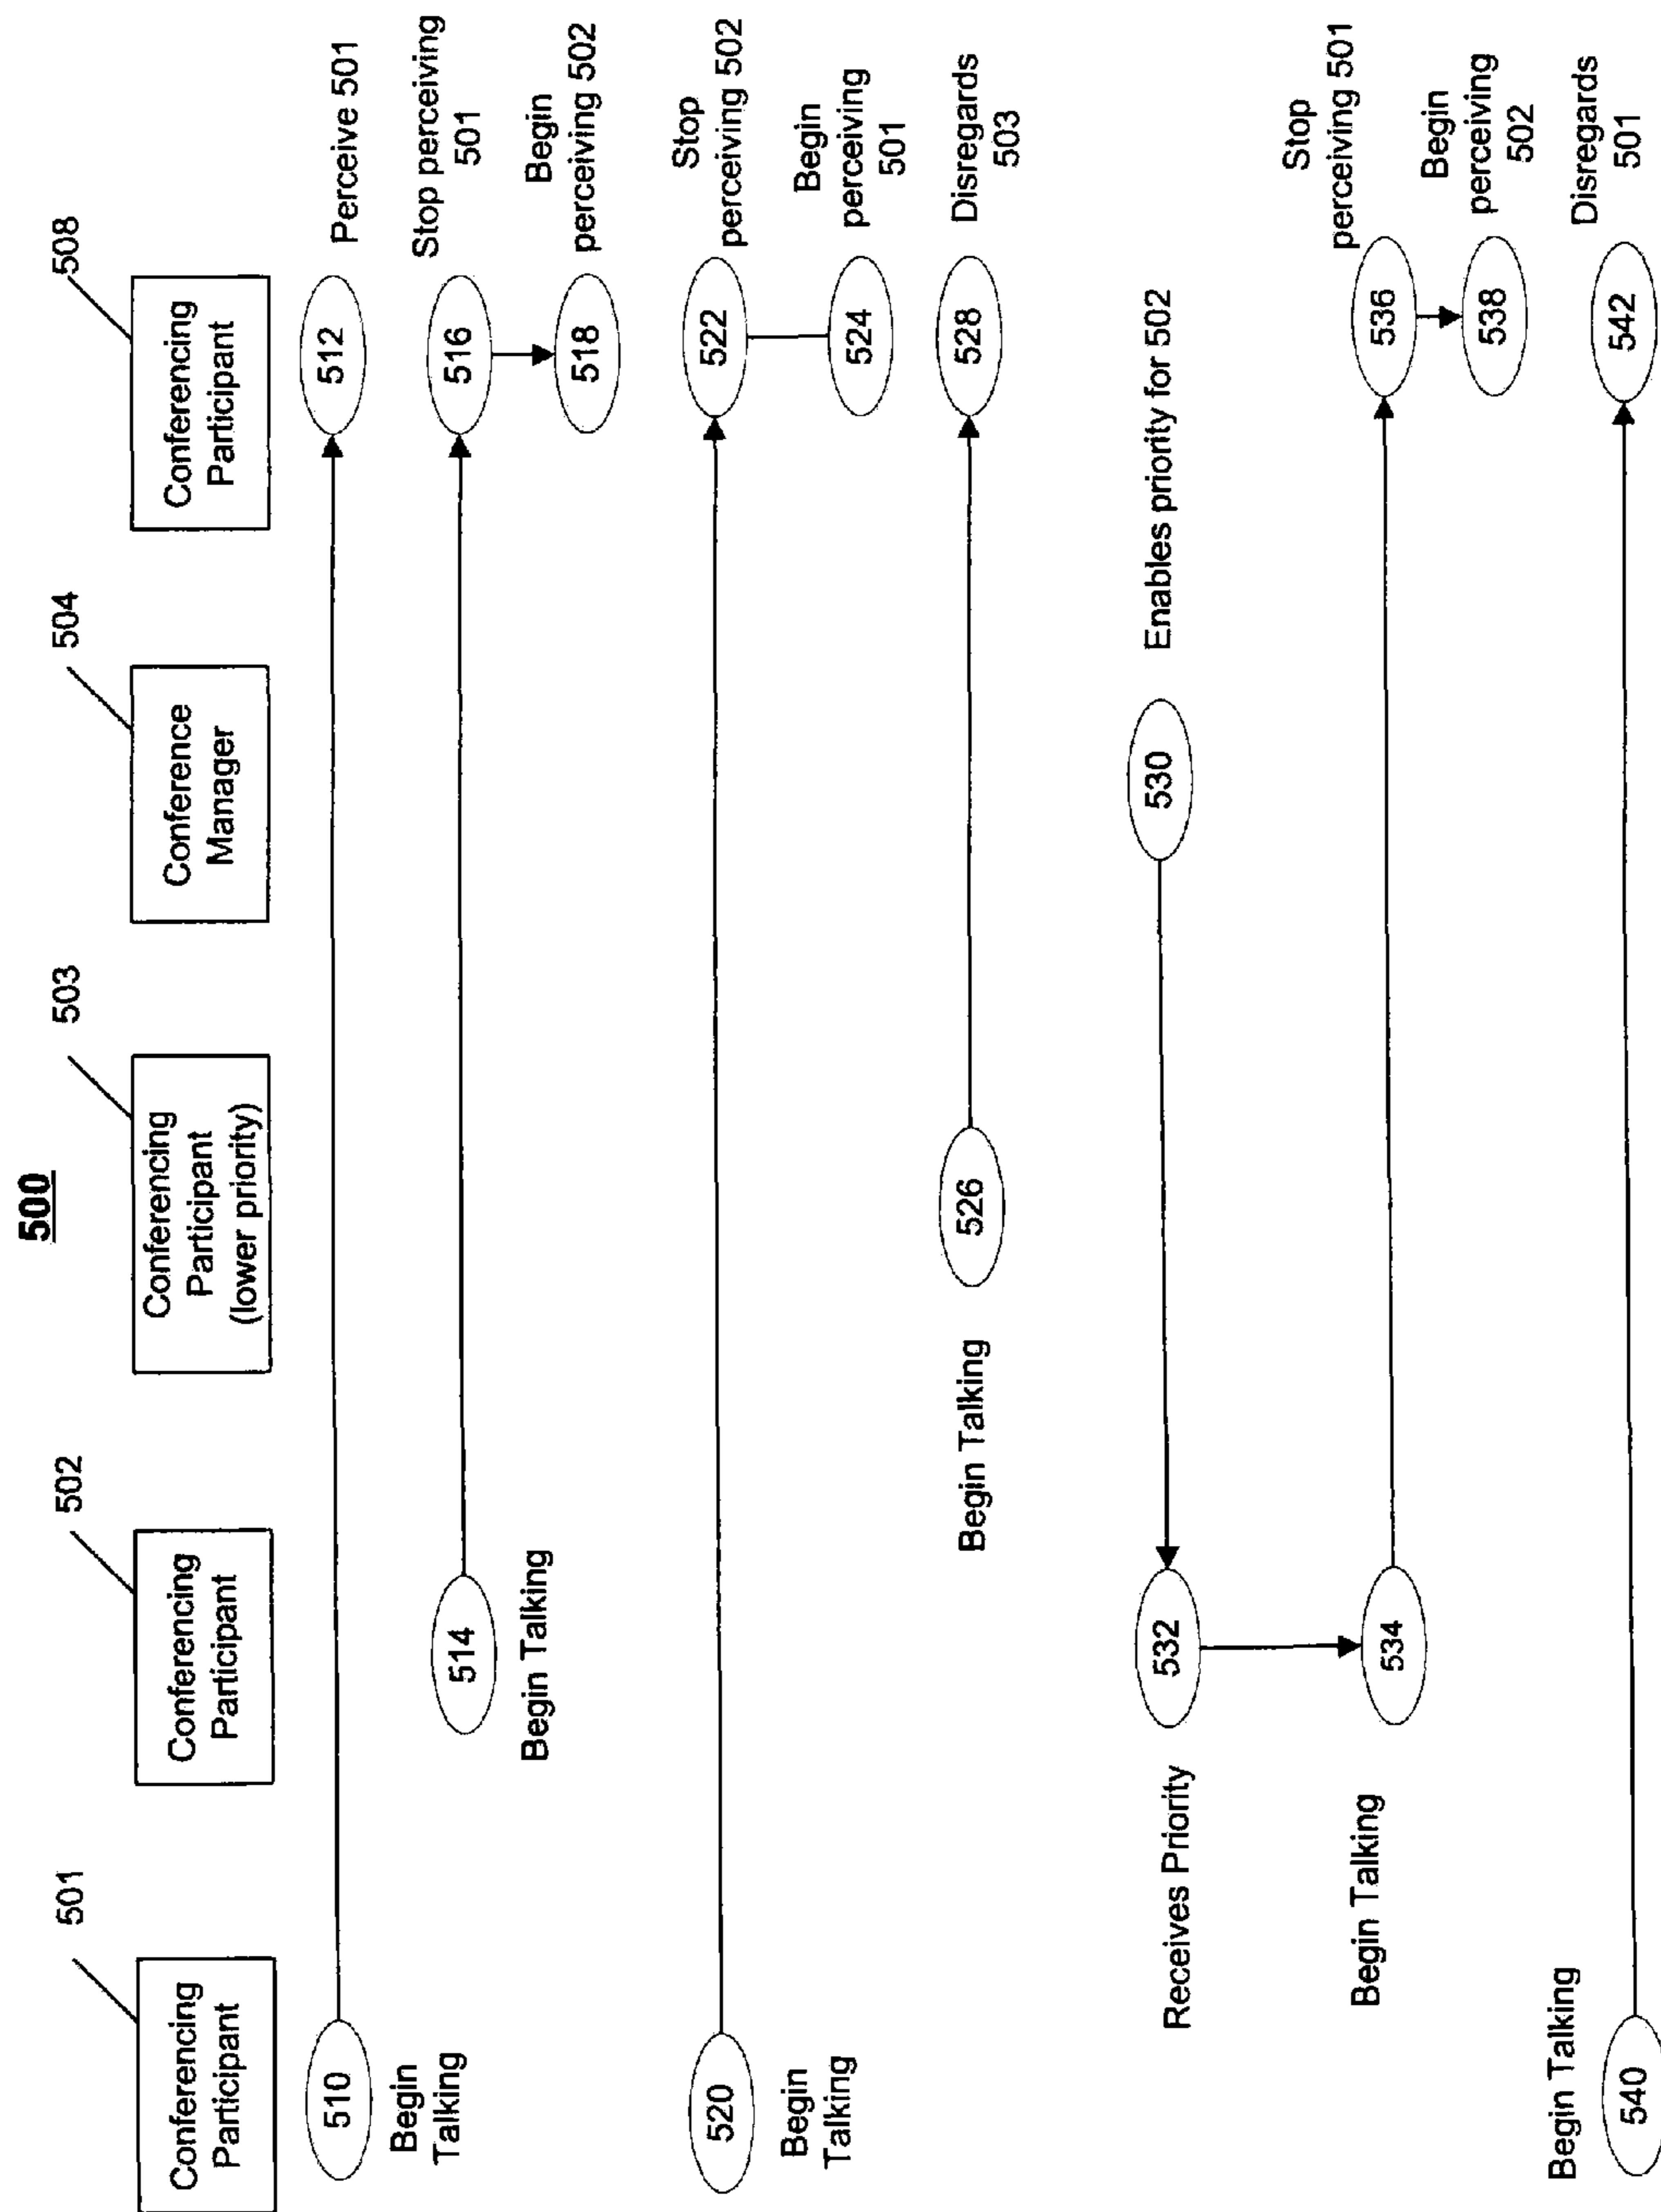 500
501
502
503
504
508
Conferencing
Participant
Conferencing
Participant
Conferencing
Participant
(lower priority)
Conference
Manager
Conferencing
Participant
510
512
Perceive 501
Begin
Talking
514
516
Stop perceiving
501
Begin Talking
518
Begin
perceiving 502
520
522
Stop
perceiving 502
Begin
Talking
524
Begin
perceiving
501
Begin Talking
526
528
Disregards
503
530
Enables priority for 502
532
Receives Priority
534
Begin Talking
536
Stop
perceiving 501
538
Begin
perceiving
502
Begin Talking
540
542
Disregards
501